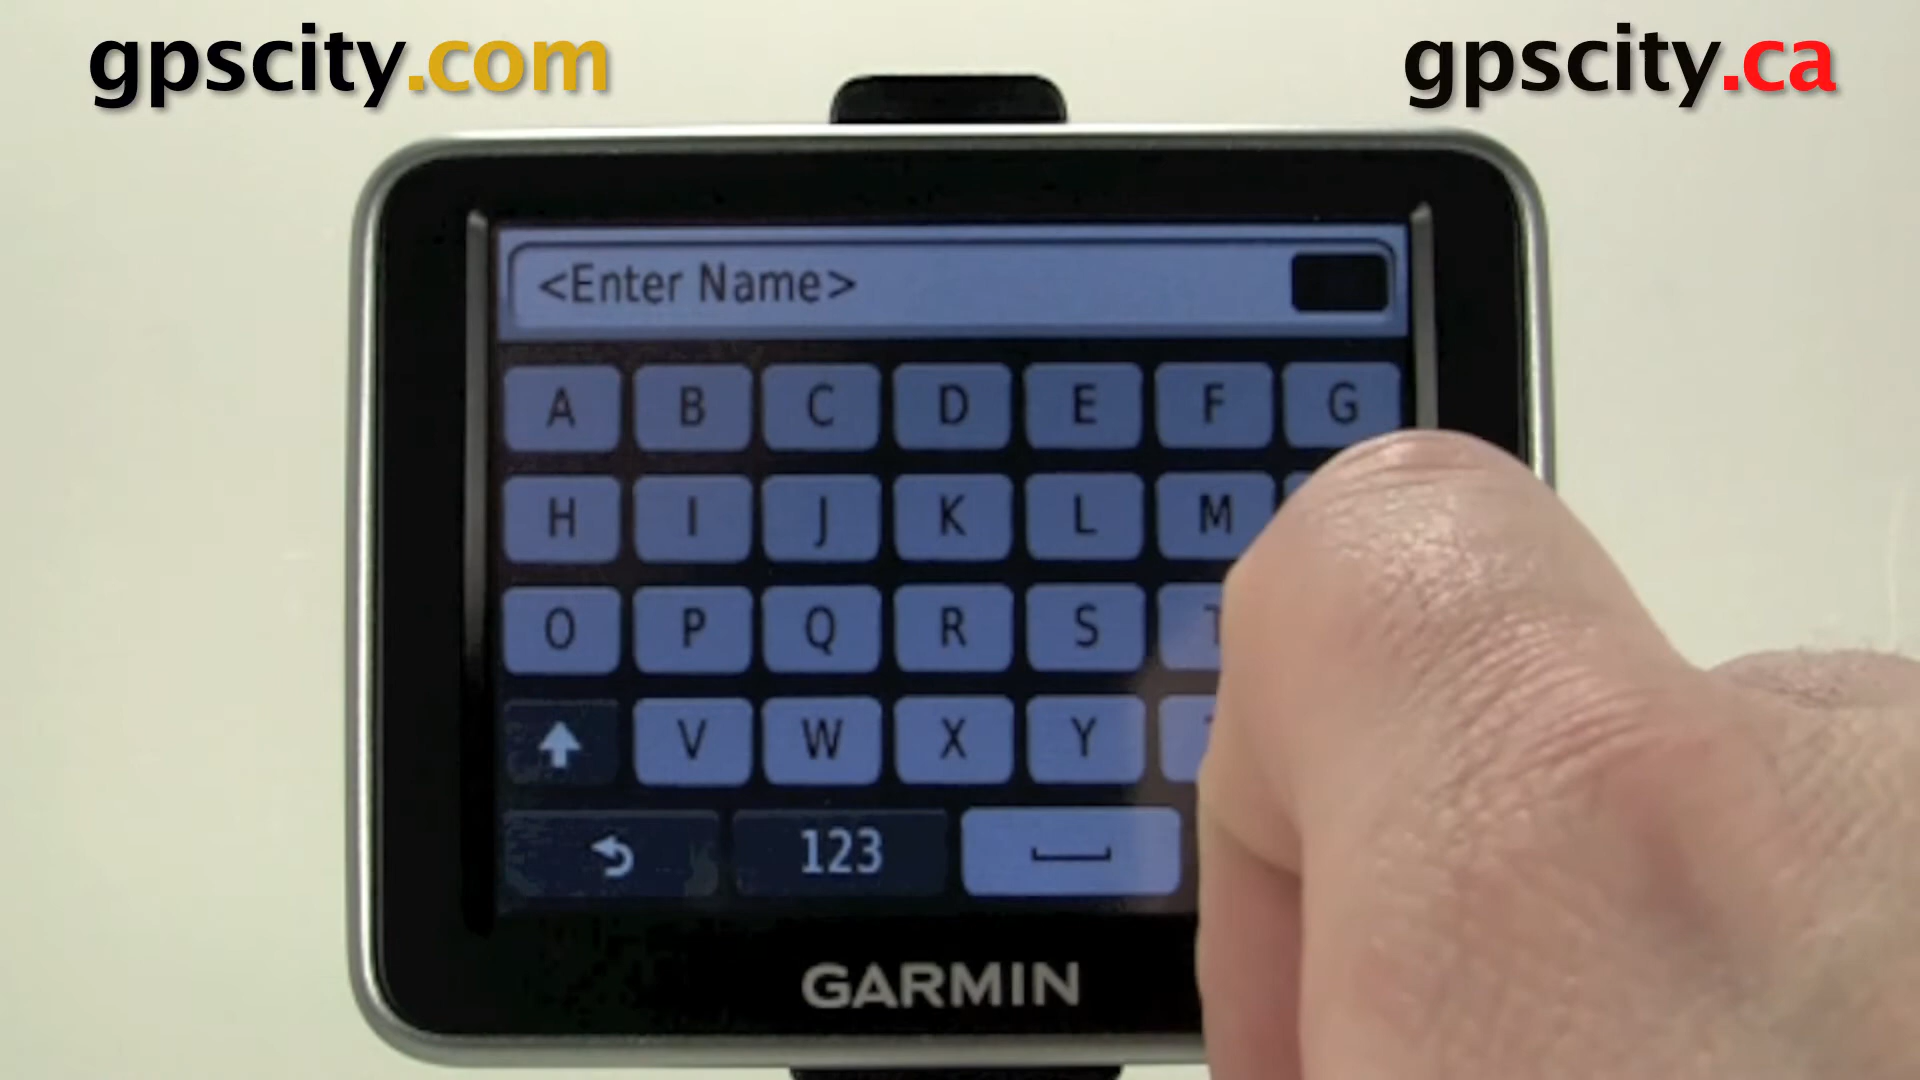 gpscity.com
gpscity.ca
<Enter Name>
A B C D E F G
H I J K L M
O P Q R S T
V W X Y
123
GARMIN